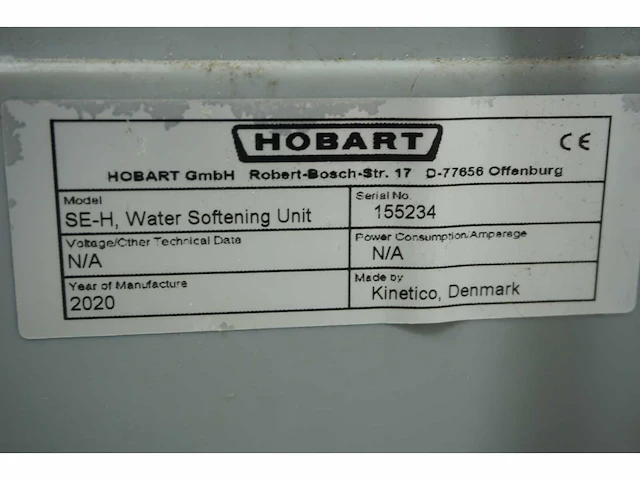 HOBART
CE
HOBART GmbH Robert-Bosch-Str. 17 D-77656 Offenburg
Model
SE-H, Water Softening Unit
Serial No.
155234
Voltage/Other Technical Data
N/A
Power Consumption/Amperage
N/A
Year of Manufacture
2020
Made by
Kinetico, Denmark